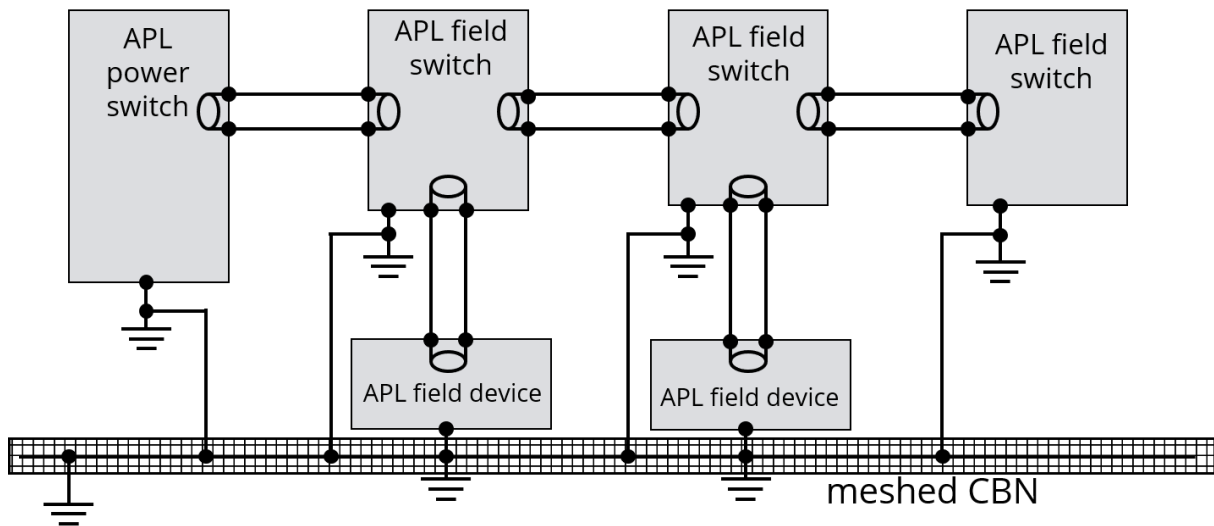 APL
power
switch
APL field
switch
APL field
switch
APL field
switch
APL field device
APL field device
meshed CBN